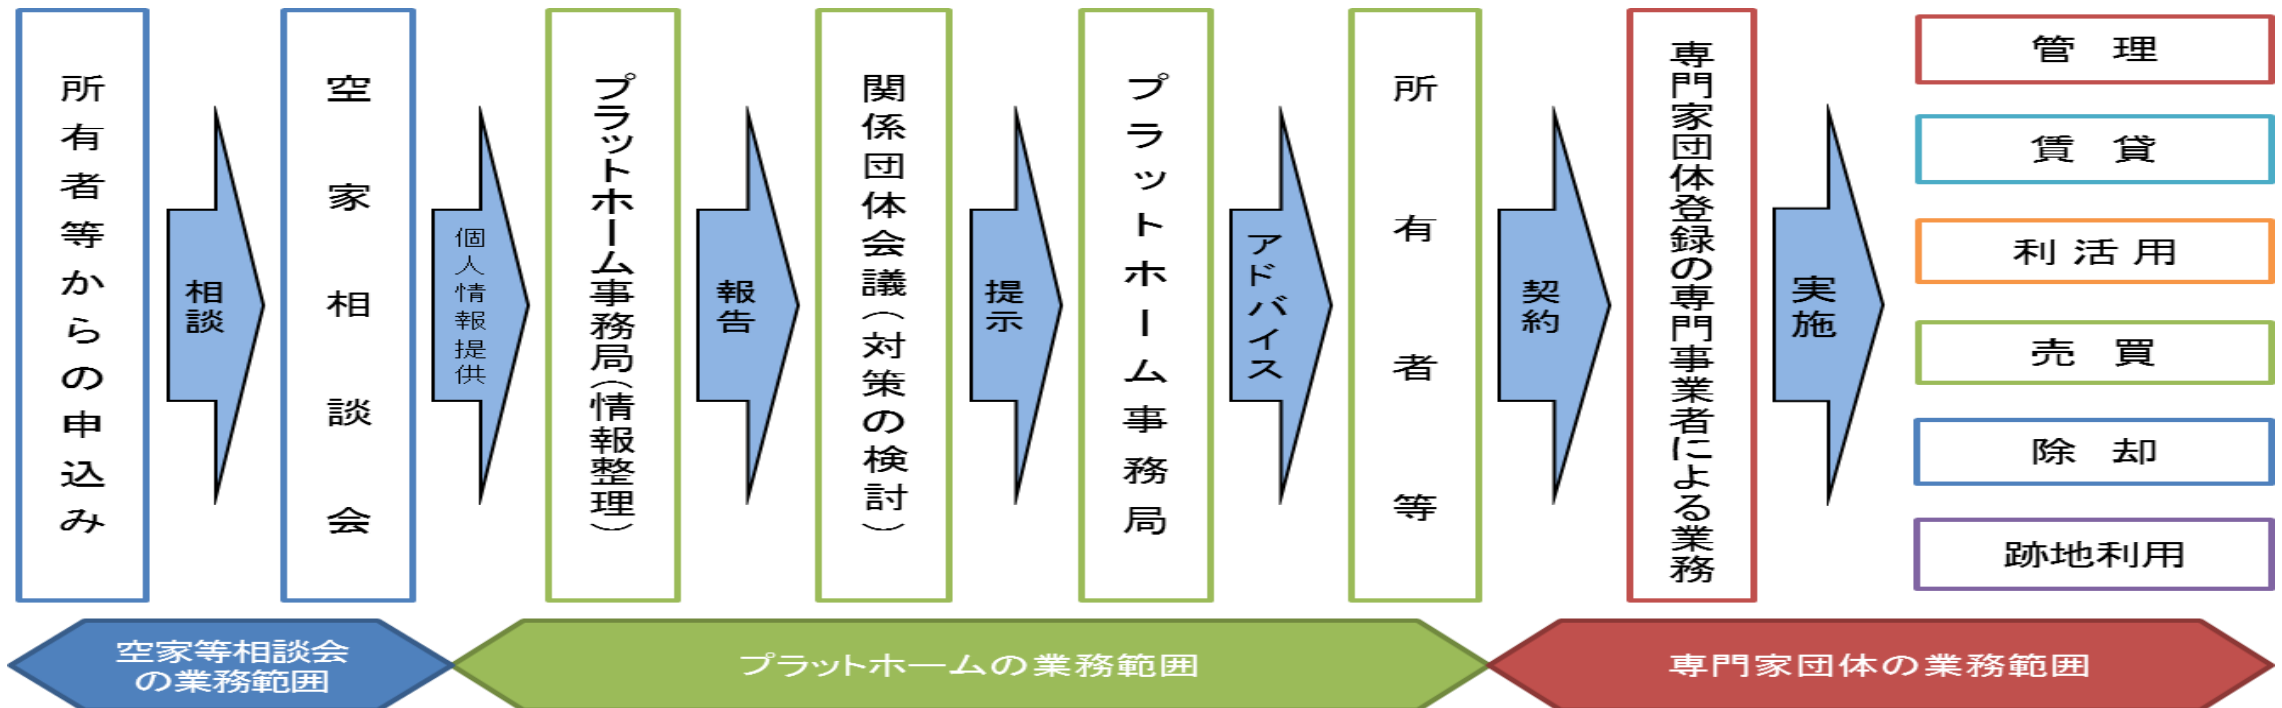 所有者等からの申込み
相談
空家相談会
個人情報提供
プラットホーム事務局(情報整理)
報告
関係団体会議(対策の検討)
提示
プラットホーム事務局
アドバイス
所有者等
契約
専門家団体登録の専門事業者による業務
実施
管理
賃貸
利活用
売買
除却
跡地利用
空家等相談会
の業務範囲
プラットホームの業務範囲
専門家団体の業務範囲